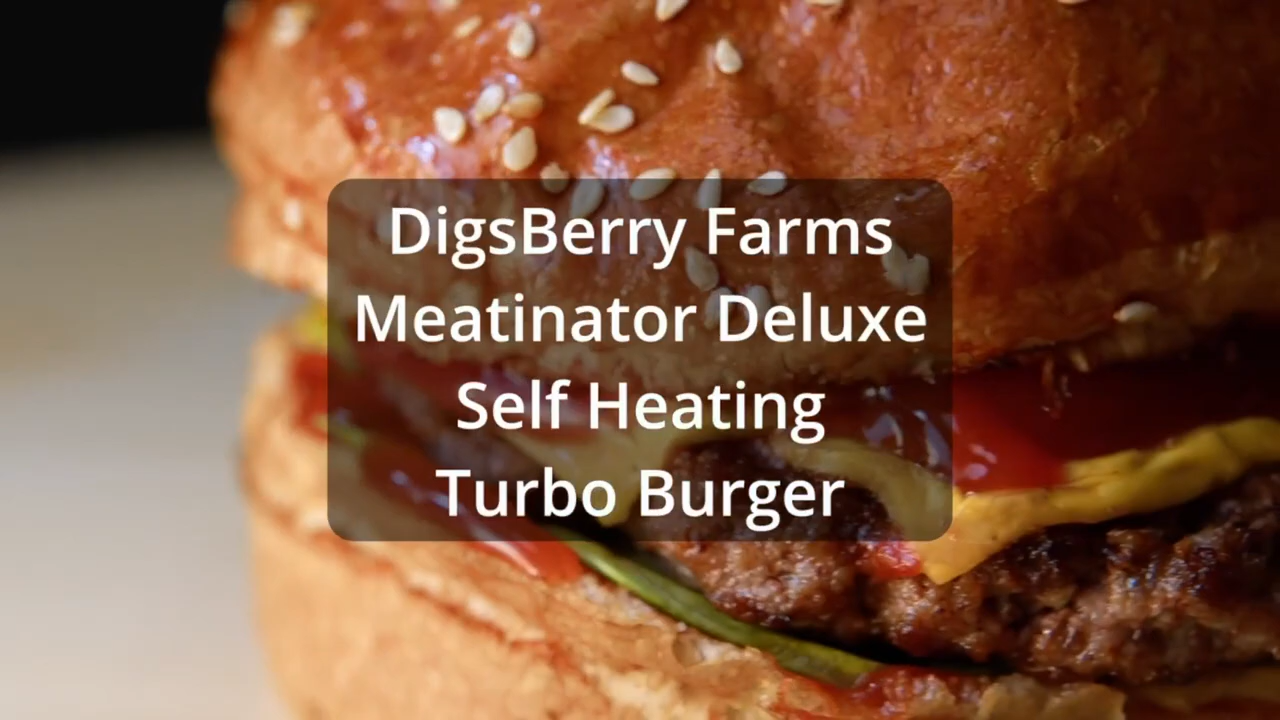 DigsBerry Farms
Meatinator Deluxe
Self Heating
Turbo Burger